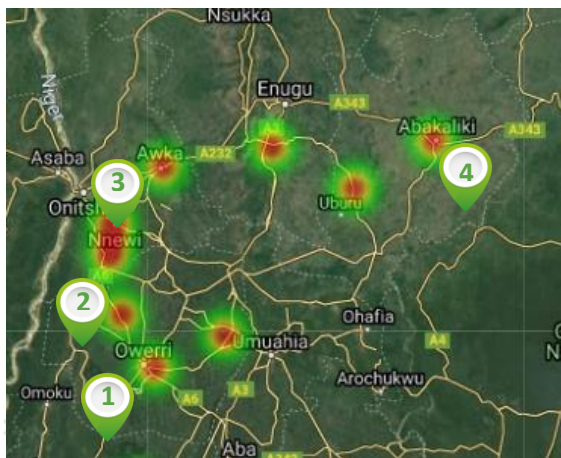 Nsukka
Niger
Enugu
A343
Abakaliki
A343
Awka
A232
Asaba
3
4
Onitsh
Uburu
Nnewi
2
Ohafia
Umuahia
Owerri
A4
Arochukwu
Omoku
1
A6
A3
Aba